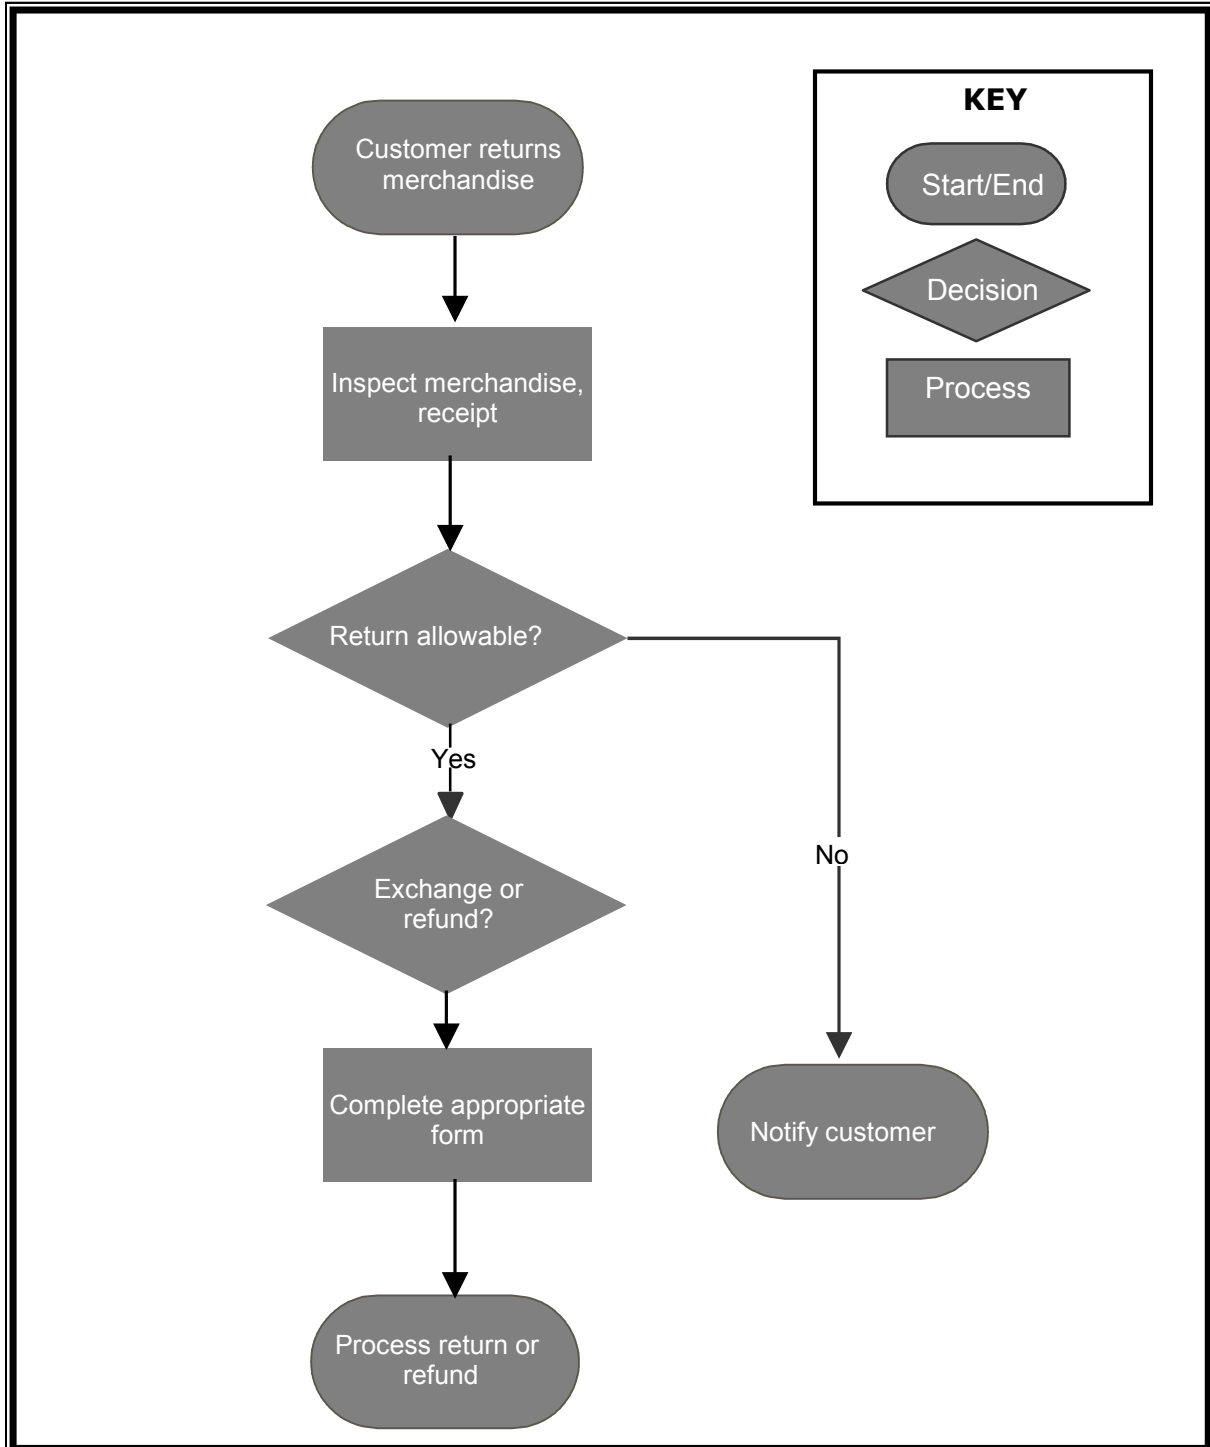 Customer returns
merchandise
Inspect merchandise,
receipt
Return allowable?
Yes
No
Exchange or
refund?
Complete appropriate
form
Notify customer
Process return or
refund
KEY
Start/End
Decision
Process